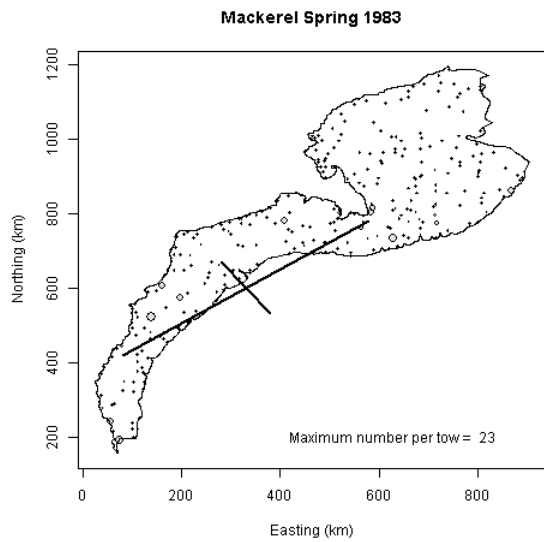 Mackerel Spring 1983
1200
1000
800
600
400
200
Northing (km)
Maximum number per tow = 23
0 200 400 600 800
Easting (km)